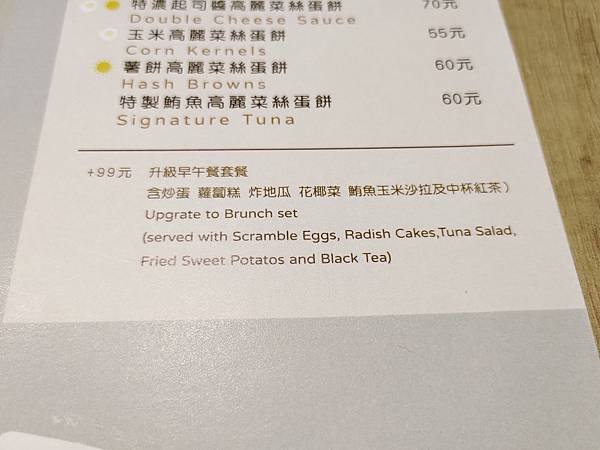 特濃起司醬高麗菜絲蛋餅 70元
Double Cheese Sauce
玉米高麗菜絲蛋餅 55元
Corn Kernels
薯餅高麗菜絲蛋餅 60元
Hash Browns
特製鮪魚高麗菜絲蛋餅 60元
Signature Tuna
+99元 升級早午餐套餐
含炒蛋 蘿蔔糕 炸地瓜 花椰菜 鮪魚玉米沙拉及中杯紅茶）
Upgrate to Brunch set
(served with Scramble Eggs, Radish Cakes,Tuna Salad,
Fried Sweet Potatos and Black Tea)